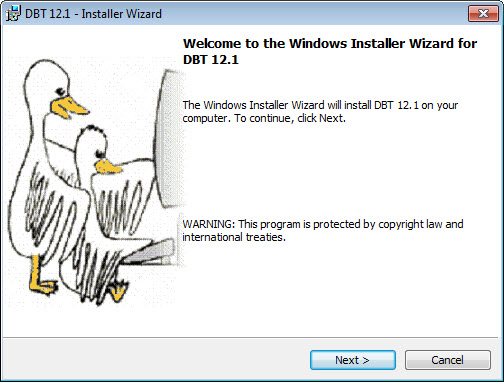 DBT 12.1 - Installer Wizard
Welcome to the Windows Installer Wizard for
DBT 12.1
The Windows Installer Wizard will install DBT 12.1 on your
computer. To continue, click Next.
WARNING: This program is protected by copyright law and
international treaties.
Next >
Cancel